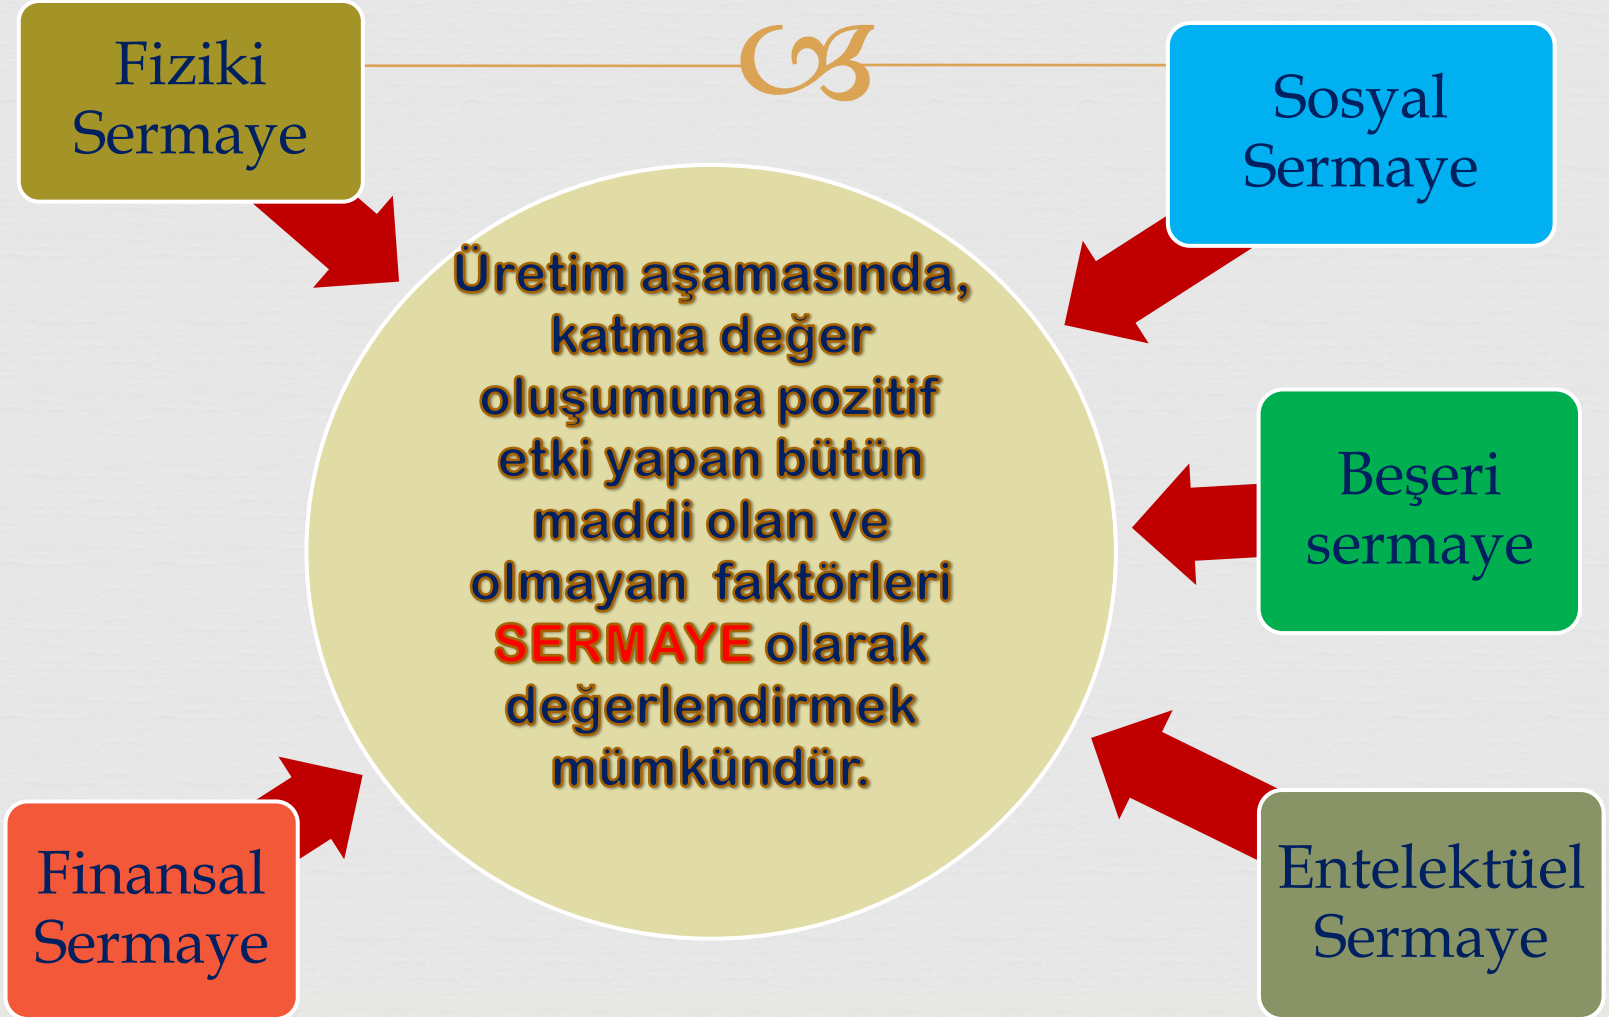 Fiziki
Sermaye
Sosyal
Sermaye
Üretim aşamasında,
katma değer
oluşumuna pozitif
etki yapan bütün
maddi olan ve
olmayan  faktörleri
SERMAYE olarak
değerlendirmek
mümkündür.
Beşeri
sermaye
Finansal
Sermaye
Entelektüel
Sermaye